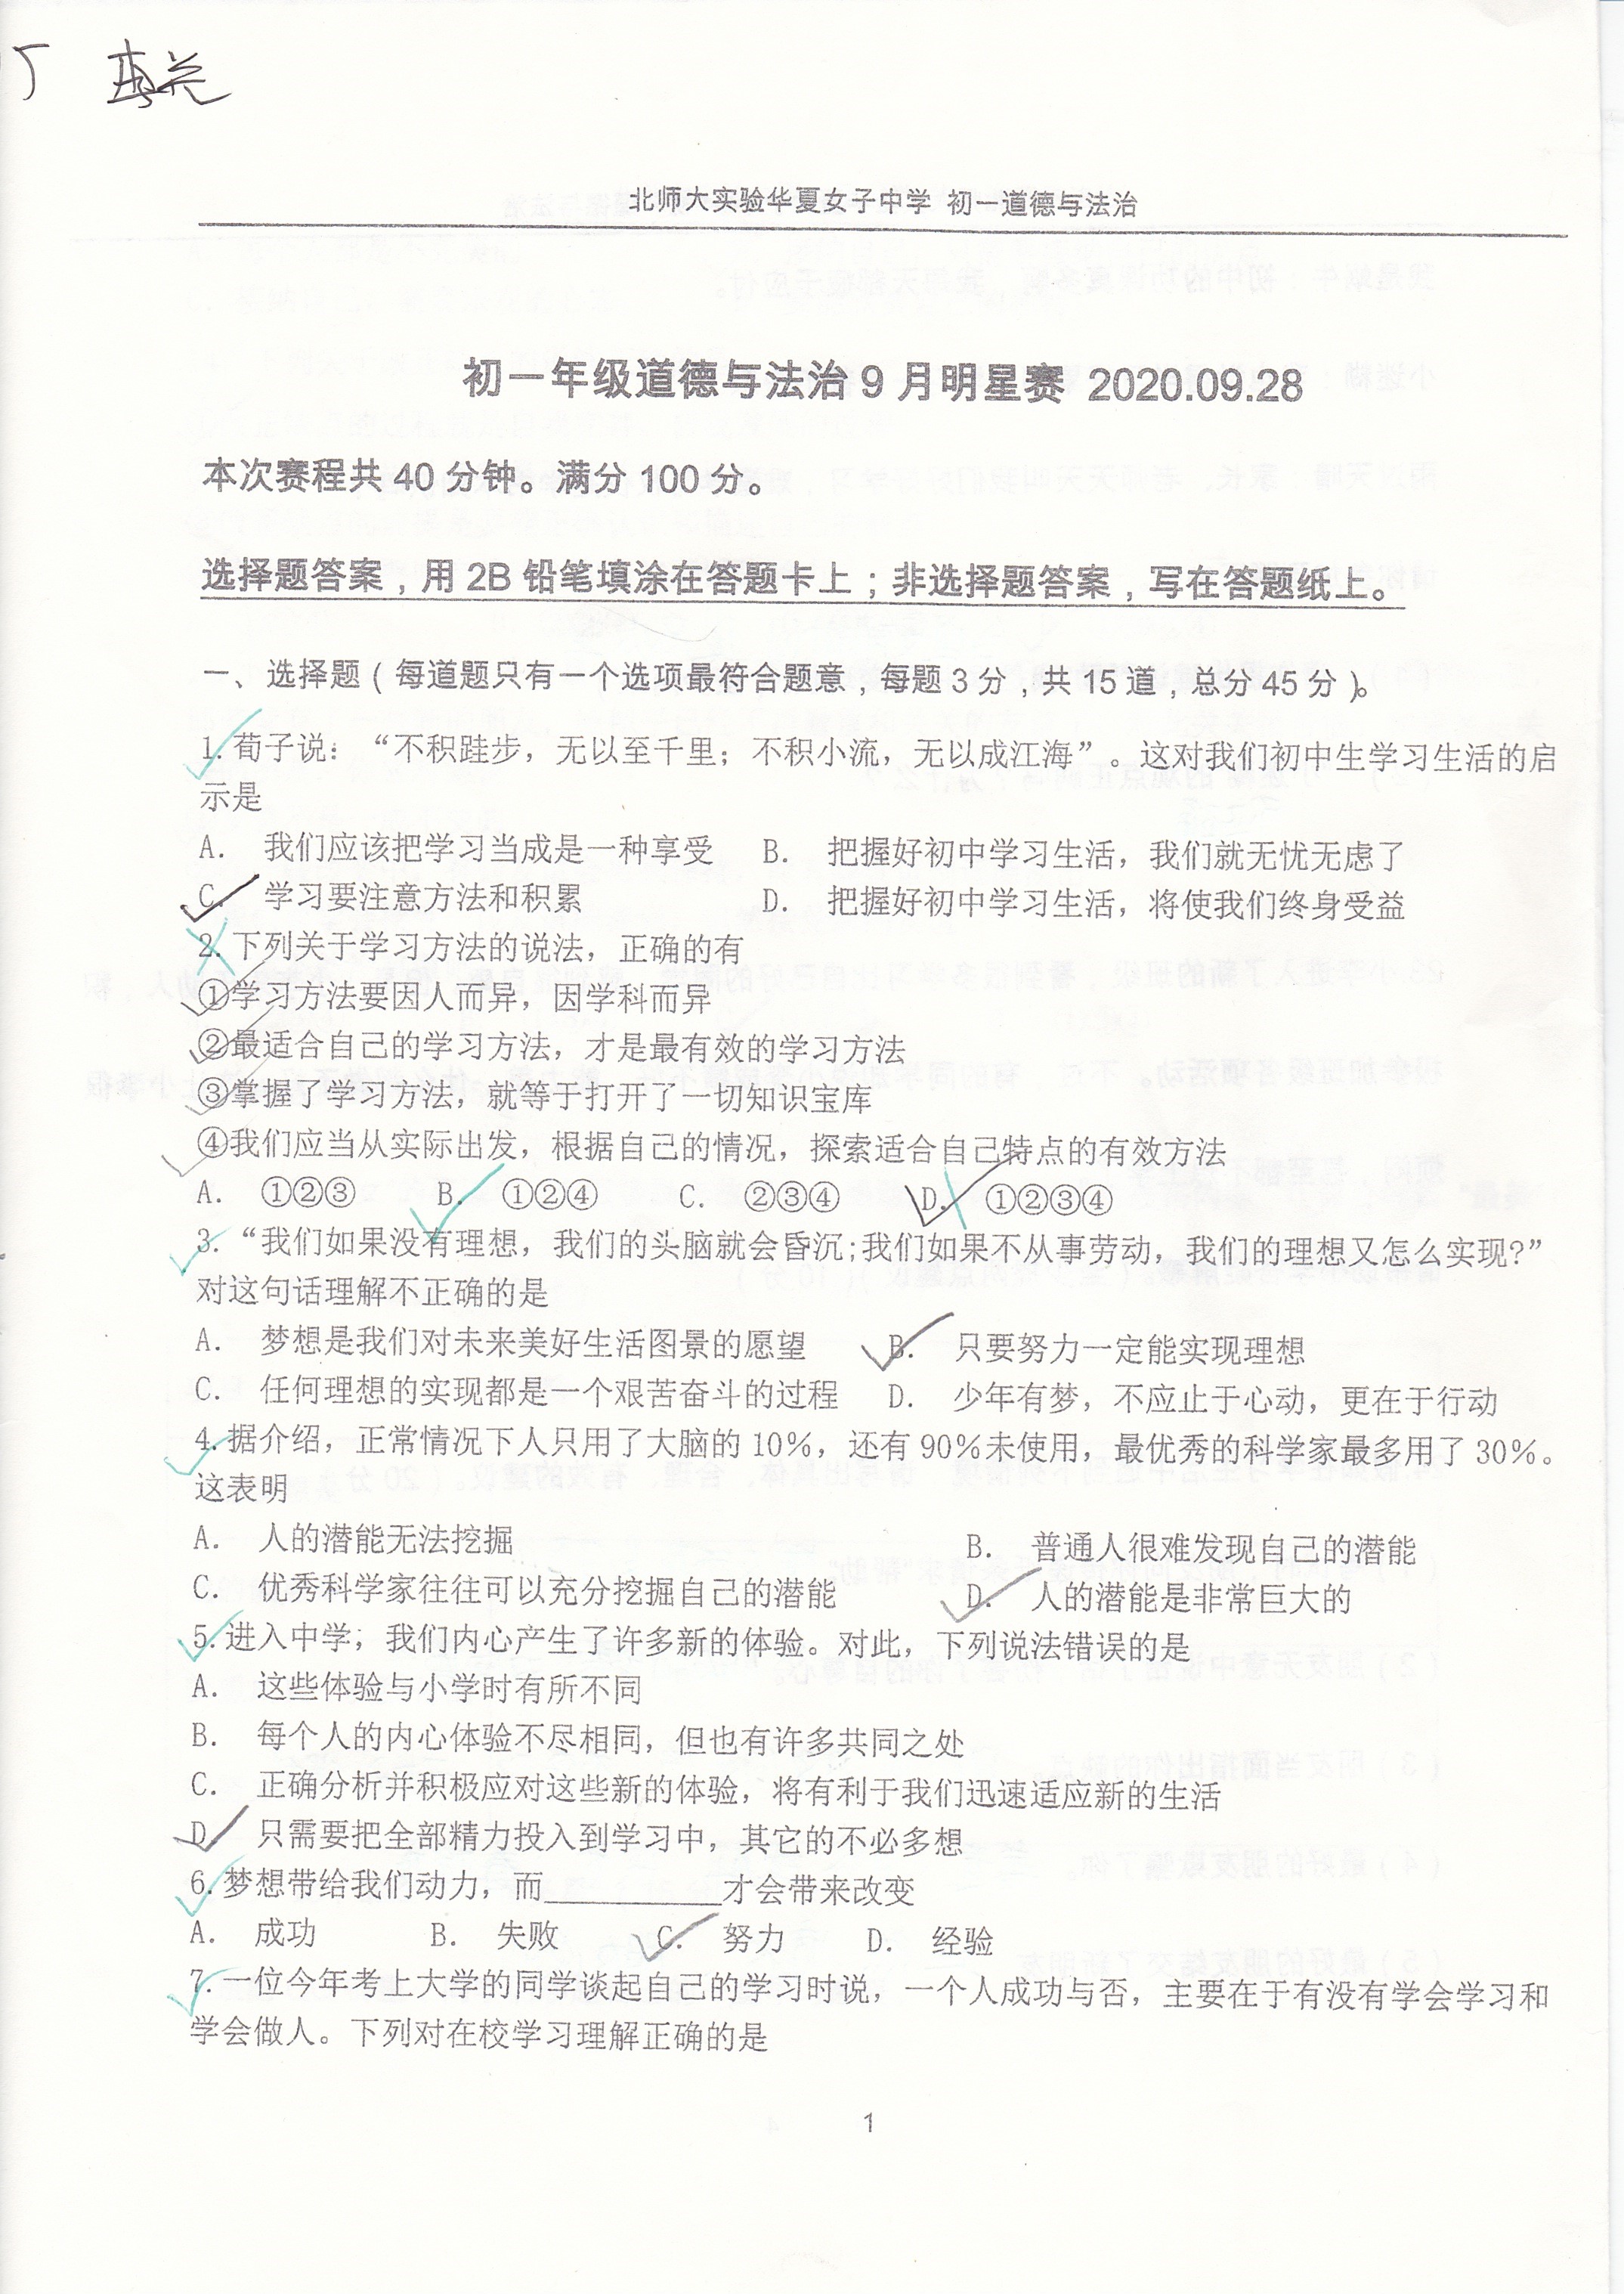 北师大实验华夏女子中学 初一道德与法治
初一年级道德与法治9月明星赛 2020.09.28
本次赛程共40分钟。满分100分。
选择题答案，用2B铅笔填涂在答题卡上；非选择题答案，写在答题纸上。
一、选择题（每道题只有一个选项最符合题意，每题3分，共15道，总分45分）。
1. 荀子说：“不积跬步，无以至千里；不积小流，无以成江海”。这对我们初中生学习生活的启
示是
A. 我们应该把学习当成是一种享受 B. 把握好初中学习生活，我们就无忧无虑了
C. 学习要注意方法和积累 D. 把握好初中学习生活，将使我们终身受益
2. 下列关于学习方法的说法，正确的有
①学习方法要因人而异，因学科而异
②最适合自己的学习方法，才是最有效的学习方法
③掌握了学习方法，就等于打开了一切知识宝库
④我们应当从实际出发，根据自己的情况，探索适合自己特点的有效方法
A. ①②③ B. ①②④ C. ②③④ D. ①②③④
3. “我们如果没有理想，我们的头脑就会昏沉;我们如果不从事劳动，我们的理想又怎么实现?”
对这句话理解不正确的是
A. 梦想是我们对未来美好生活图景的愿望 B. 只要努力一定能实现理想
C. 任何理想的实现都是一个艰苦奋斗的过程 D. 少年有梦，不应止于心动，更在于行动
4. 据介绍，正常情况下人只用了大脑的10%，还有90%未使用，最优秀的科学家最多用了30%。
这表明
A. 人的潜能无法挖掘 B. 普通人很难发现自己的潜能
C. 优秀科学家往往可以充分挖掘自己的潜能 D. 人的潜能是非常巨大的
5. 进入中学，我们内心产生了许多新的体验。对此，下列说法错误的是
A. 这些体验与小学时有所不同
B. 每个人的内心体验不尽相同，但也有许多共同之处
C. 正确分析并积极应对这些新的体验，将有利于我们迅速适应新的生活
D. 只需要把全部精力投入到学习中，其它的不必多想
6. 梦想带给我们动力，而__________才会带来改变
A. 成功 B. 失败 C. 努力 D. 经验
7. 一位今年考上大学的同学谈起自己的学习时说，一个人成功与否，主要在于有没有学会学习和
学会做人。下列对在校学习理解正确的是
1